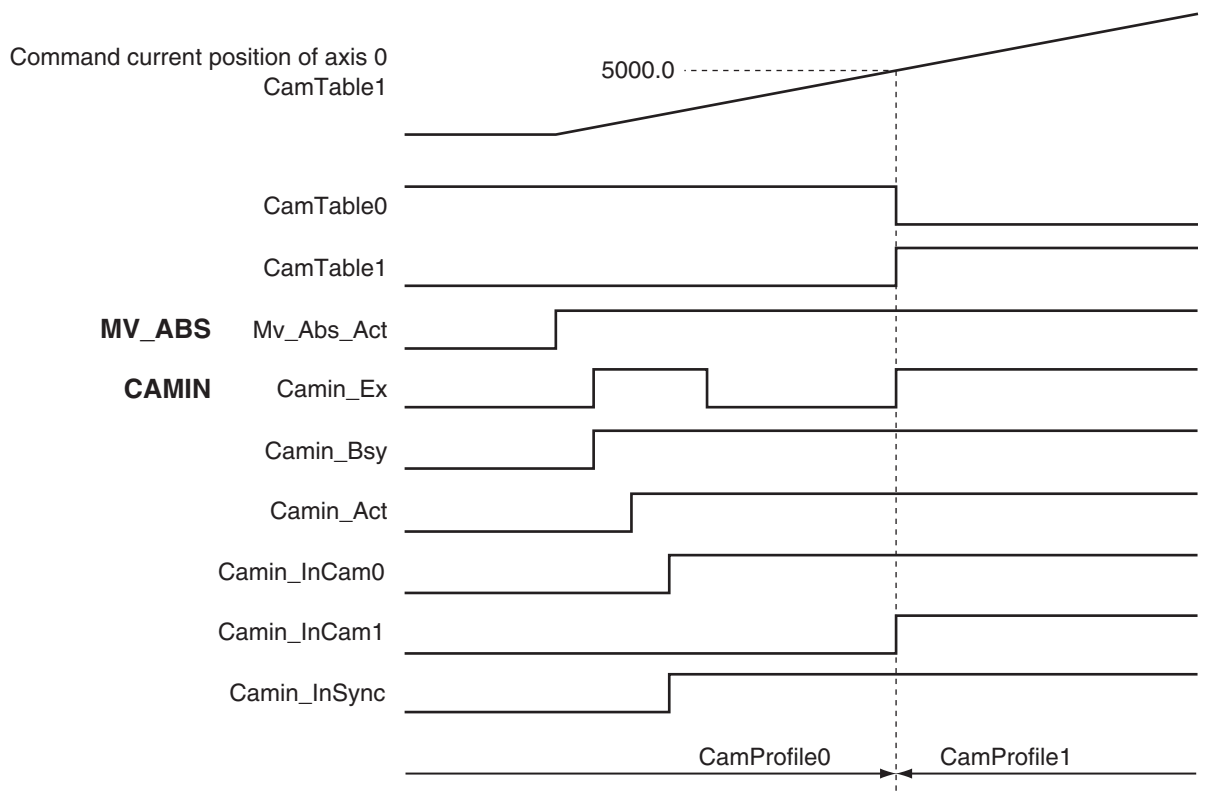 Command current position of axis 0
CamTable1
5000.0
CamTable0
CamTable1
MV_ABS Mv_Abs_Act
CAMIN Camin_Ex
Camin_Bsy
Camin_Act
Camin_InCam0
Camin_InCam1
Camin_InSync
CamProfile0 CamProfile1